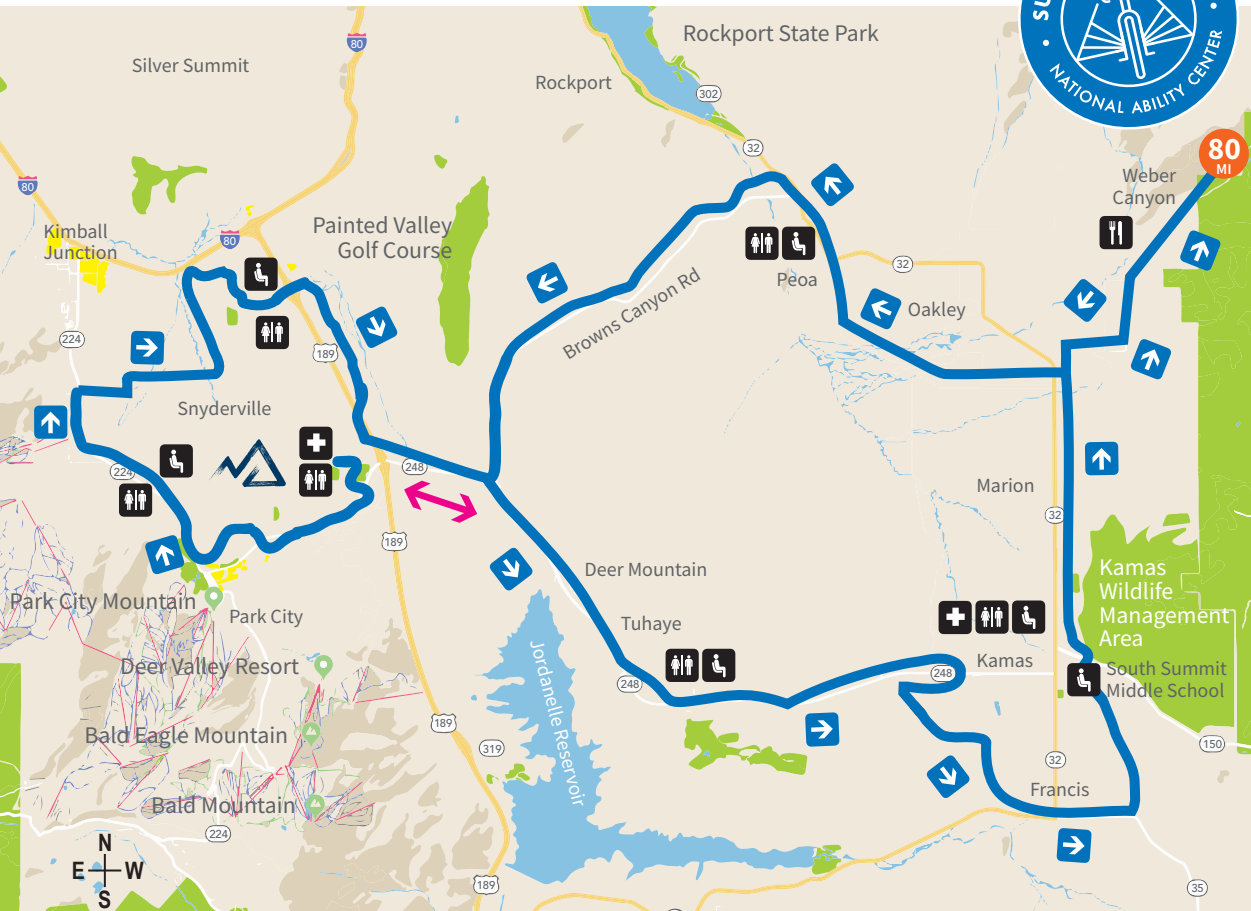 SU
NATIONAL ABILITY CENTER
80
Rockport State Park
Silver Summit
Rockport
302
32
80
MI
80
Weber
Canyon
Kimball
Junction
80
Painted Valley
Golf Course
32
Peoa
Oakley
Browns Canyon Rd
224
189
Snyderville
248
224
Marion
32
189
Deer Mountain
Kamas
Wildlife
Management
Area
Park City Mountain
Park City
Tuhaye
Jordanelle Reservoir
Deer Valley Resort
248
248
Kamas
South Summit
Middle School
189
319
Bald Eagle Mountain
150
32
Francis
Bald Mountain
224
N
E W
S
189
35